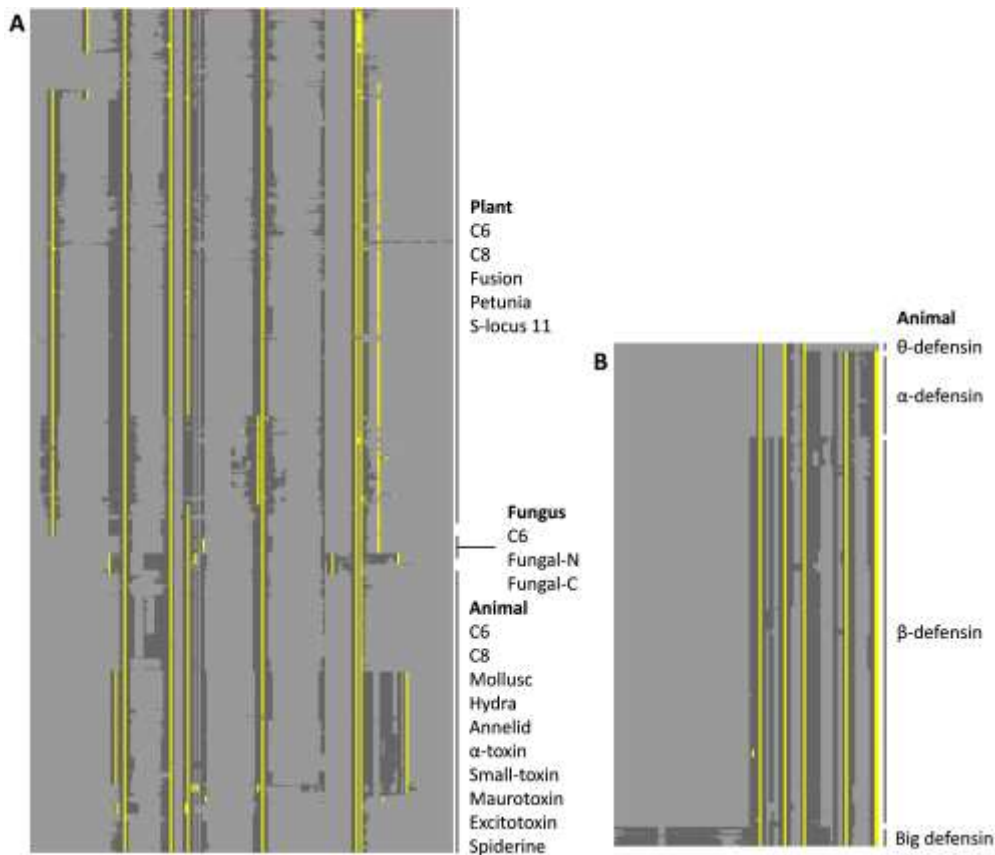 A
Plant
C6
C8
Fusion
Petunia
S-locus 11
Fungus
C6
Fungal-N
Fungal-C
Animal
C6
C8
Mollusc
Hydra
Annelid
α-toxin
Small-toxin
Maurotoxin
Excitotoxin
Spiderine
B
Animal
θ-defensin
α-defensin
β-defensin
Big defensin